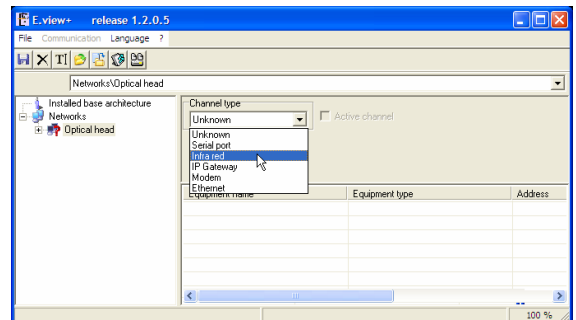 E.view+ release 1.2.0.5
File Communication Language ?
Networks\Optical head
Installed base architecture
Networks
Optical head
Channel type
Unknown
Active channel
Unknown
Serial port
Infra red
IP Gateway
Modem
Ethernet
Equipment name Equipment type Address
100 %